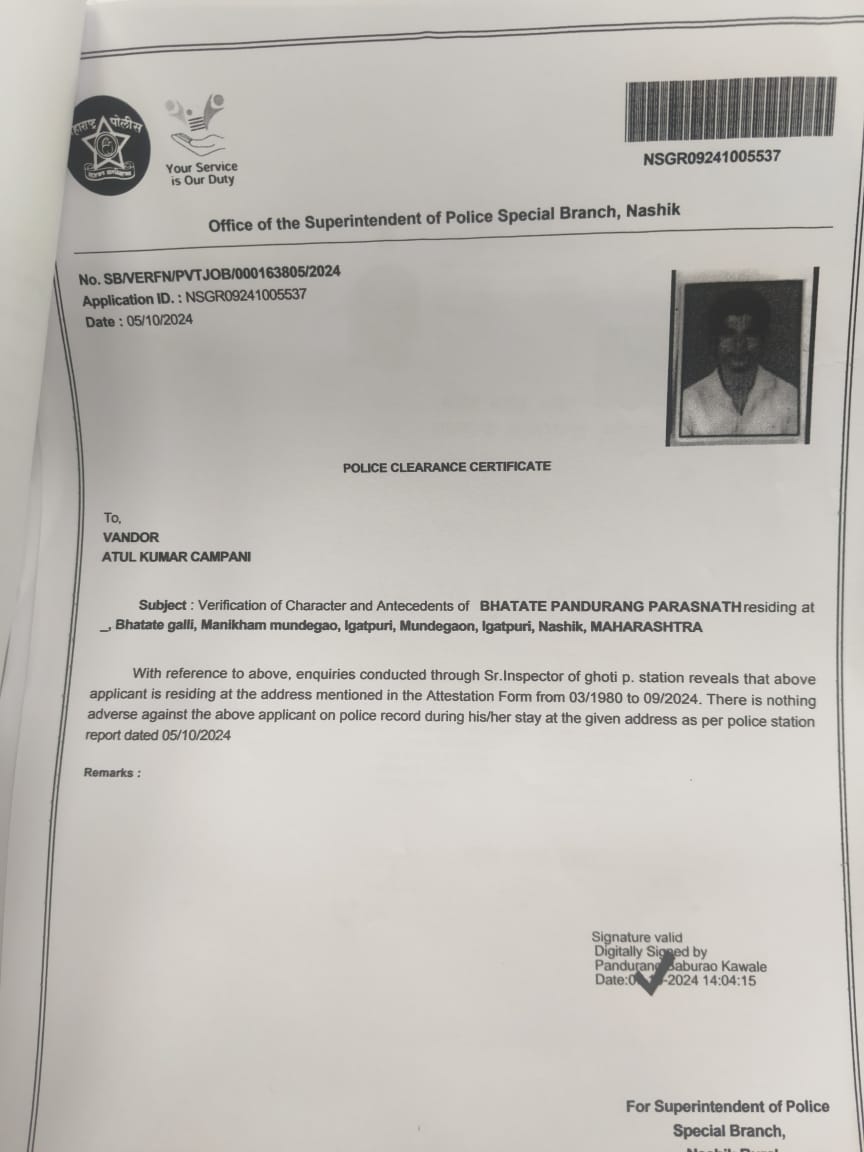 महाराष्ट्र पोलीस
Your Service
is Our Duty
NSGR09241005537
Office of the Superintendent of Police Special Branch, Nashik
No. SB/VERFN/PVTJOB/000163805/2024
Application ID. : NSGR09241005537
Date : 05/10/2024
POLICE CLEARANCE CERTIFICATE
To,
VANDOR
ATUL KUMAR CAMPANI
Subject : Verification of Character and Antecedents of BHATATE PANDURANG PARASNATH residing at
_, Bhatate galli, Manikham mundegao, Igatpuri, Mundegaon, Igatpuri, Nashik, MAHARASHTRA
With reference to above, enquiries conducted through Sr.Inspector of ghoti p. station reveals that above
applicant is residing at the address mentioned in the Attestation Form from 03/1980 to 09/2024. There is nothing
adverse against the above applicant on police record during his/her stay at the given address as per police station
report dated 05/10/2024
Remarks :
Signature valid
Digitally Signed by
Pandurang Baburao Kawale
Date: -2024 14:04:15
For Superintendent of Police
Special Branch,
Nashik Rural